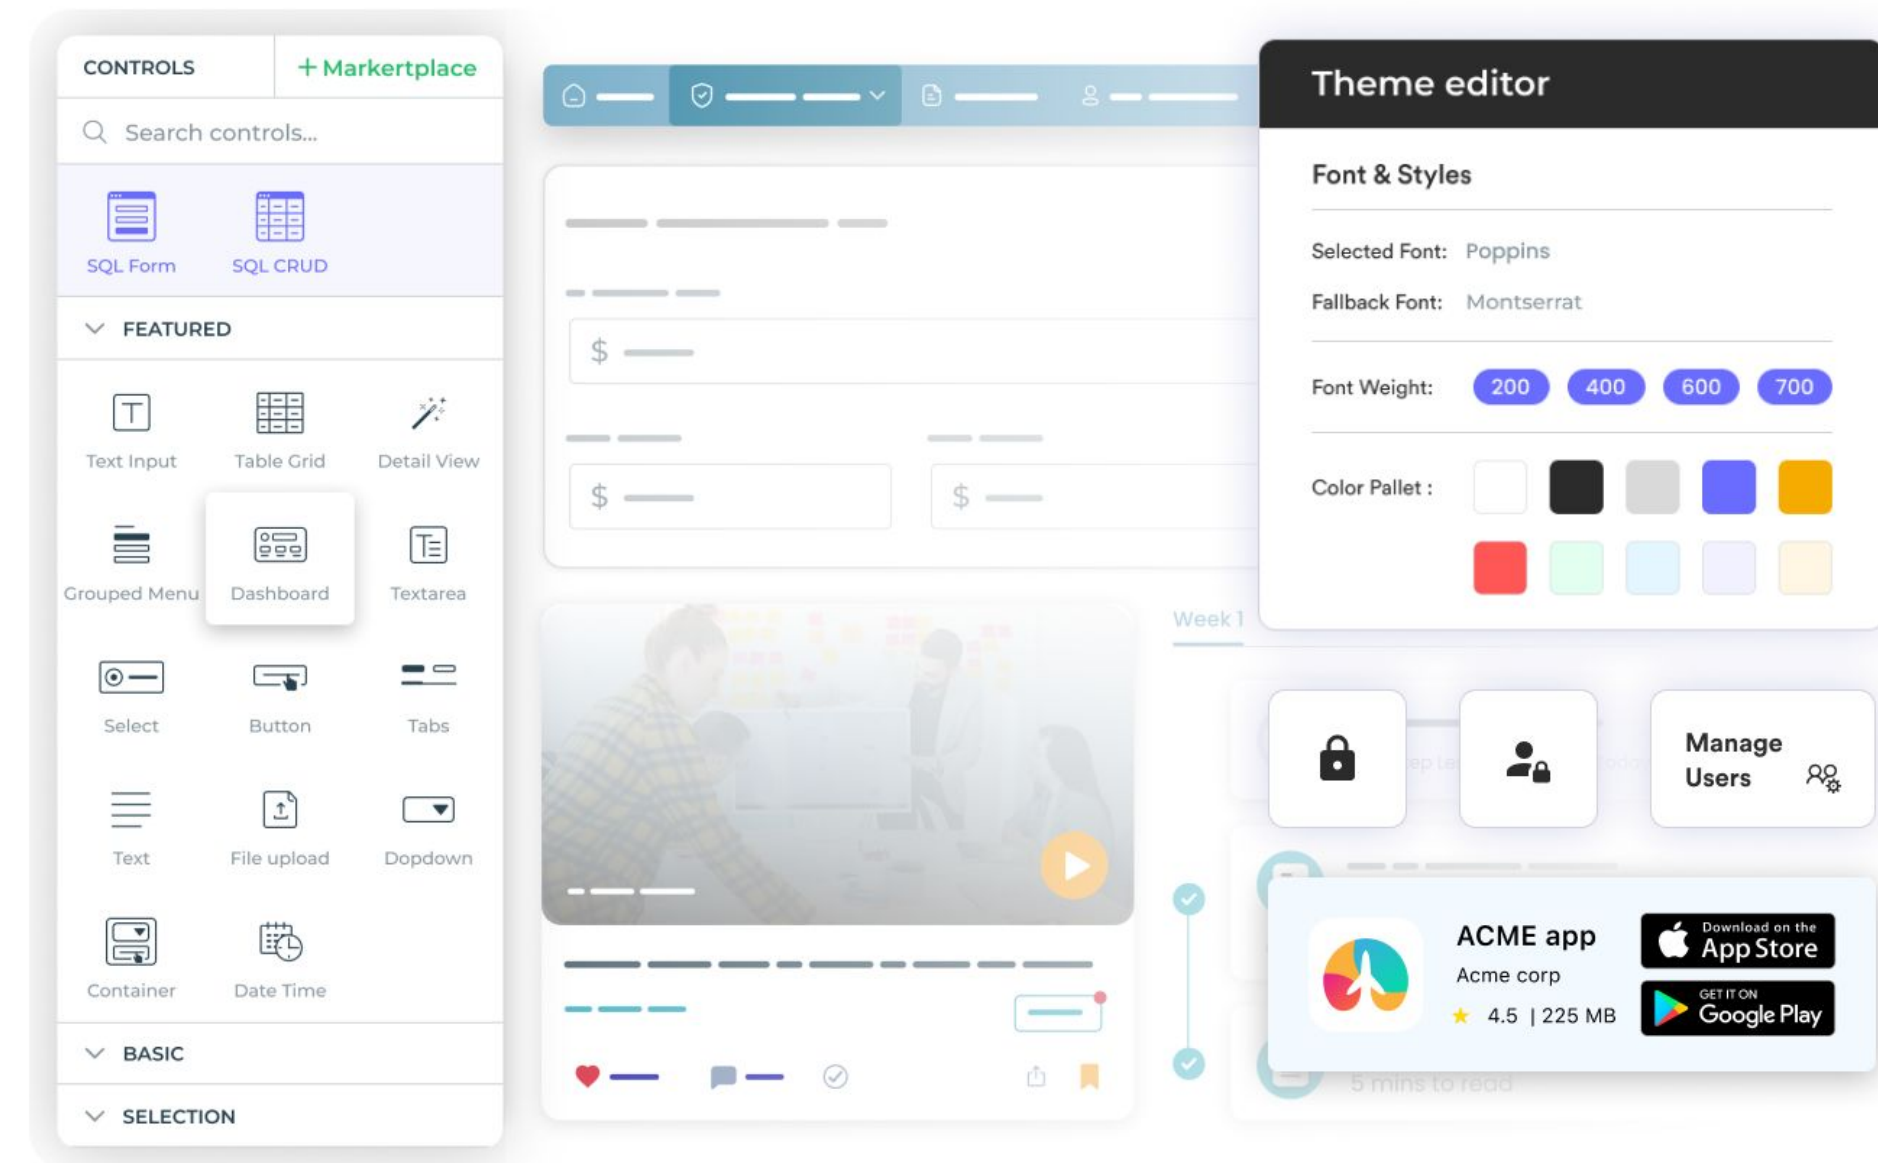 CONTROLS
+ Markertplace
Search controls...
SQL Form
SQL CRUD
FEATURED
Text Input
Table Grid
Detail View
Grouped Menu
Dashboard
Textarea
Select
Button
Tabs
Text
File upload
Dopdown
Container
Date Time
BASIC
SELECTION
$
$
$
Week 1
Theme editor
Font & Styles
Selected Font: Poppins
Fallback Font: Montserrat
Font Weight: 200 400 600 700
Color Pallet :
Manage
Users
ACME app
Acme corp
4.5 | 225 MB
Download on the
App Store
GET IT ON
Google Play
5 mins to read